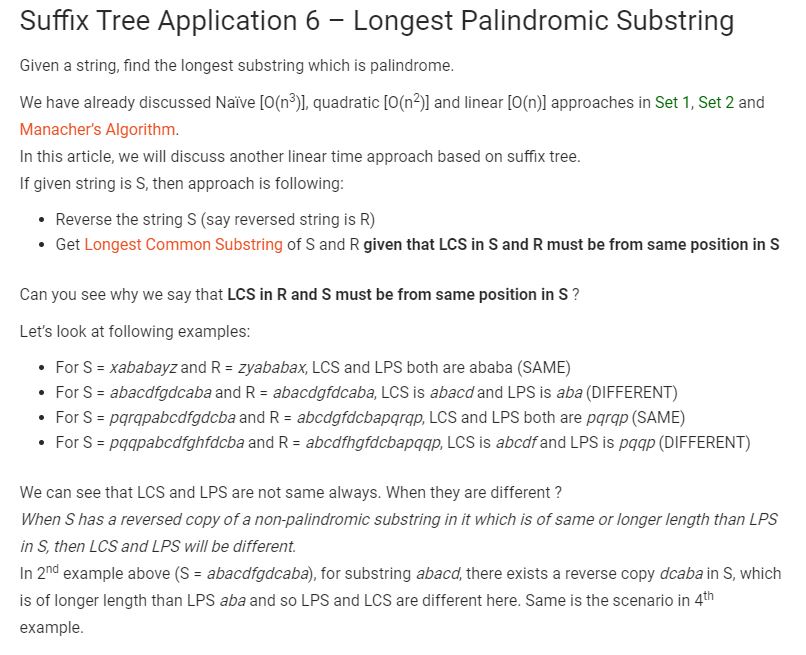 Suffix Tree Application 6 – Longest Palindromic Substring
Given a string, find the longest substring which is palindrome.
We have already discussed Naïve [O(n³)], quadratic [O(n²)] and linear [O(n)] approaches in Set 1, Set 2 and
Manacher's Algorithm.
In this article, we will discuss another linear time approach based on suffix tree.
If given string is S, then approach is following:
• Reverse the string S (say reversed string is R)
• Get Longest Common Substring of S and R given that LCS in S and R must be from same position in S
Can you see why we say that LCS in R and S must be from same position in S ?
Let's look at following examples:
• For S = xababayz and R = zyababax, LCS and LPS both are ababa (SAME)
• For S = abacdfgdcaba and R = abacdgfdcaba, LCS is abacd and LPS is aba (DIFFERENT)
• For S = pqrqpabcdfgdcba and R = abcdgfdcbapqrqp, LCS and LPS both are pqrqp (SAME)
• For S = pqqpabcdfghfdcba and R = abcdfhgfdcbapqqp, LCS is abcdf and LPS is pqqp (DIFFERENT)
We can see that LCS and LPS are not same always. When they are different ?
When S has a reversed copy of a non-palindromic substring in it which is of same or longer length than LPS
in S, then LCS and LPS will be different.
In 2nd example above (S = abacdfgdcaba), for substring abacd, there exists a reverse copy dcaba in S, which
is of longer length than LPS aba and so LPS and LCS are different here. Same is the scenario in 4th
example.